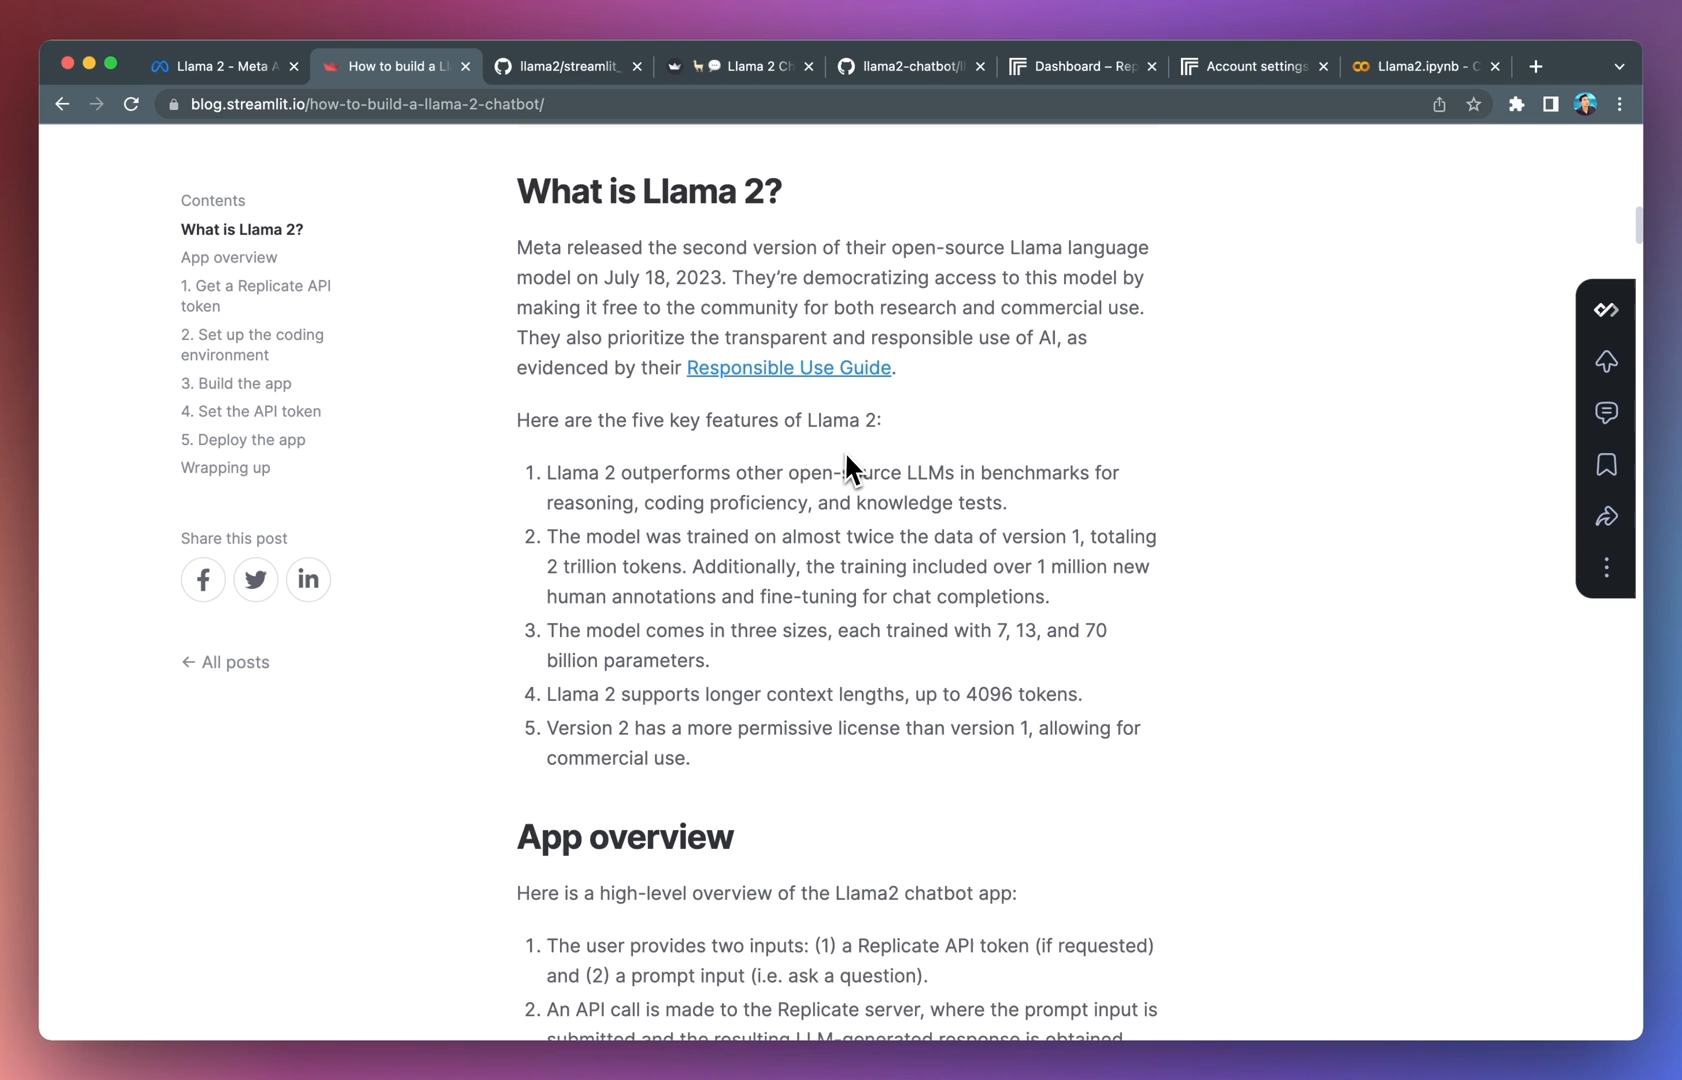 Llama 2 - Meta A
How to build a Ll
llama2/streamlit_
Llama 2 Ch
llama2-chatbot/ll
Dashboard – Rep
Account settings
Llama2.ipynb - C
blog.streamlit.io/how-to-build-a-llama-2-chatbot/
Contents
What is Llama 2?
App overview
1. Get a Replicate API
token
2. Set up the coding
environment
3. Build the app
4. Set the API token
5. Deploy the app
Wrapping up
Share this post
← All posts
What is Llama 2?
Meta released the second version of their open-source Llama language
model on July 18, 2023. They’re democratizing access to this model by
making it free to the community for both research and commercial use.
They also prioritize the transparent and responsible use of AI, as
evidenced by their Responsible Use Guide.
Here are the five key features of Llama 2:
1. Llama 2 outperforms other open-source LLMs in benchmarks for
reasoning, coding proficiency, and knowledge tests.
2. The model was trained on almost twice the data of version 1, totaling
2 trillion tokens. Additionally, the training included over 1 million new
human annotations and fine-tuning for chat completions.
3. The model comes in three sizes, each trained with 7, 13, and 70
billion parameters.
4. Llama 2 supports longer context lengths, up to 4096 tokens.
5. Version 2 has a more permissive license than version 1, allowing for
commercial use.
App overview
Here is a high-level overview of the Llama2 chatbot app:
1. The user provides two inputs: (1) a Replicate API token (if requested)
and (2) a prompt input (i.e. ask a question).
2. An API call is made to the Replicate server, where the prompt input is
submitted and the resulting LLM-generated response is obtained